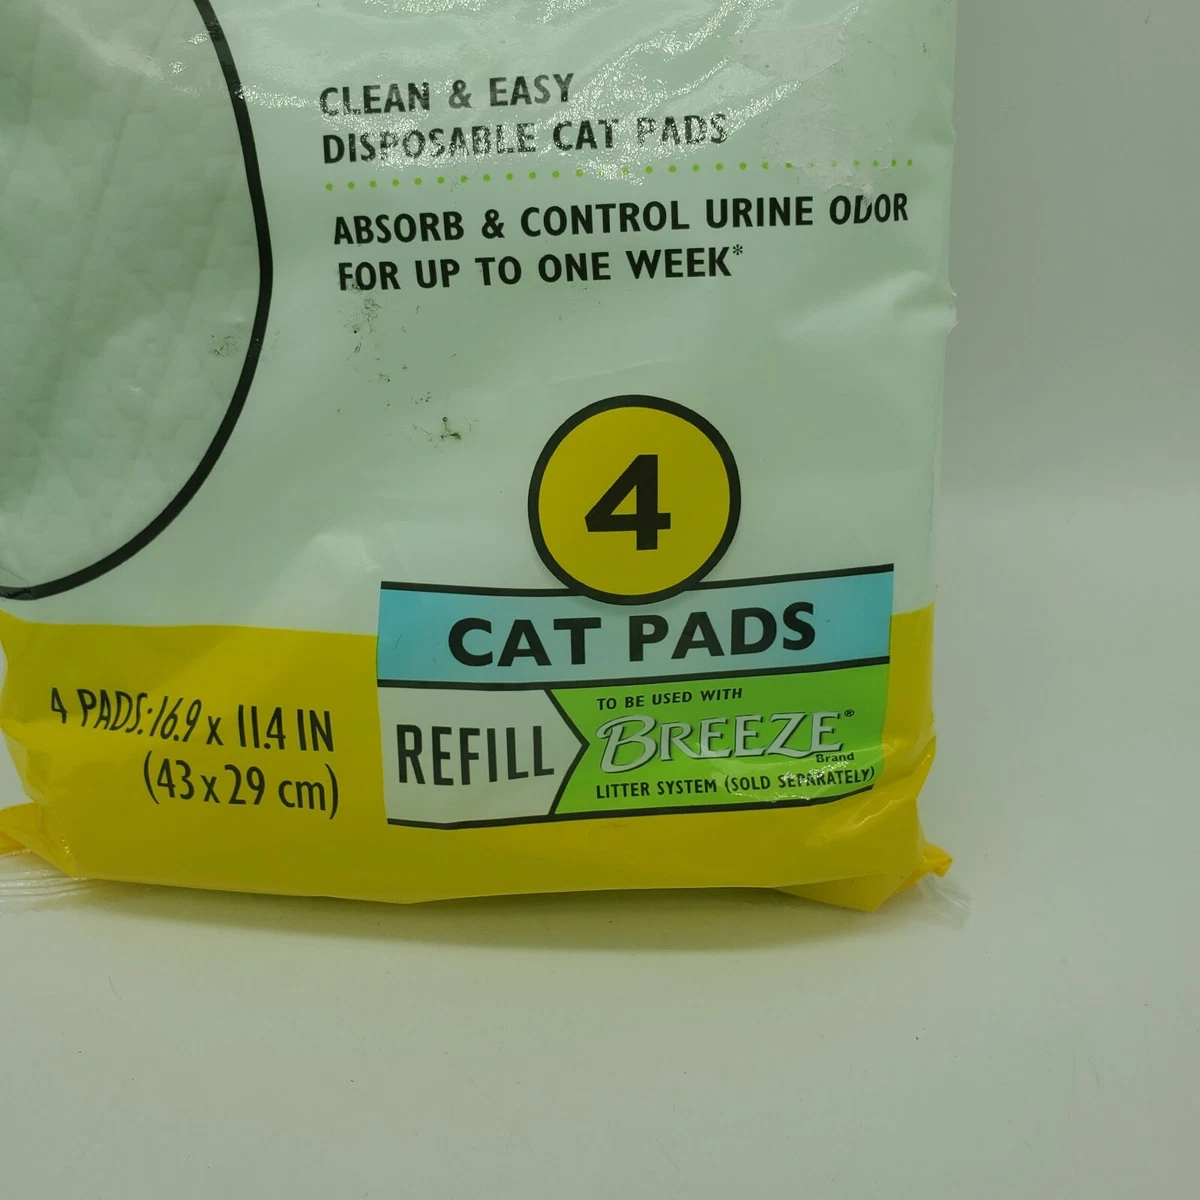 CLEAN & EASY
DISPOSABLE CAT PADS
ABSORB & CONTROL URINE ODOR
FOR UP TO ONE WEEK*
4
CAT PADS
4 PADS: 16.9 x 11.4 IN
(43 x 29 cm)
REFILL
TO BE USED WITH
BREEZE®
Brand
LITTER SYSTEM (SOLD SEPARATELY)